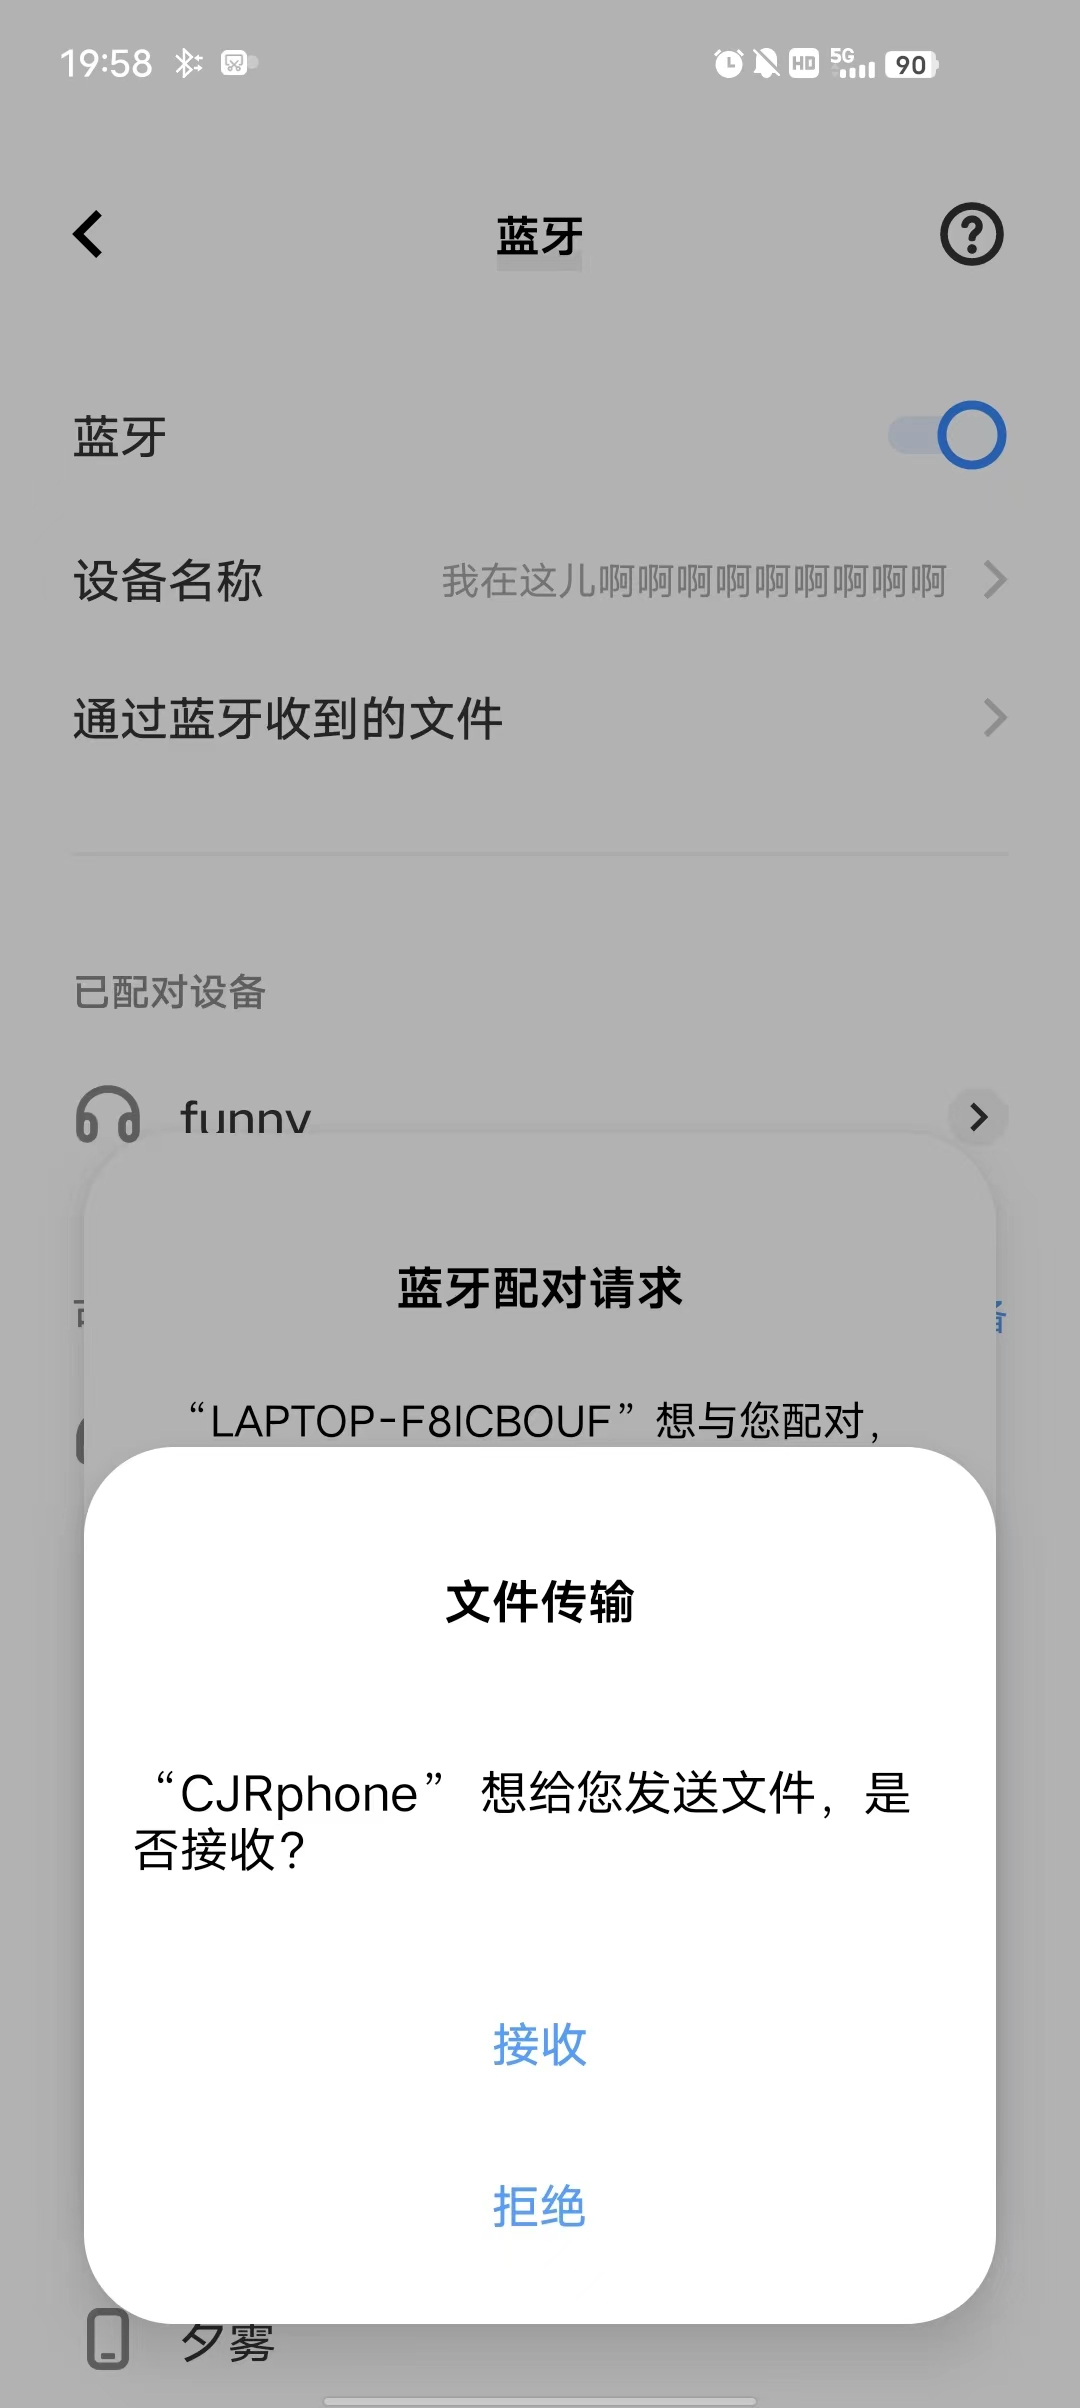 19:58
HD 5G 90
蓝牙
蓝牙
设备名称 我在这儿啊啊啊啊啊啊啊啊啊
通过蓝牙收到的文件
已配对设备
funny
蓝牙配对请求
“LAPTOP-F8ICBOUF” 想与您配对，
文件传输
“CJRphone” 想给您发送文件，是
否接收？
接收
拒绝
夕雾